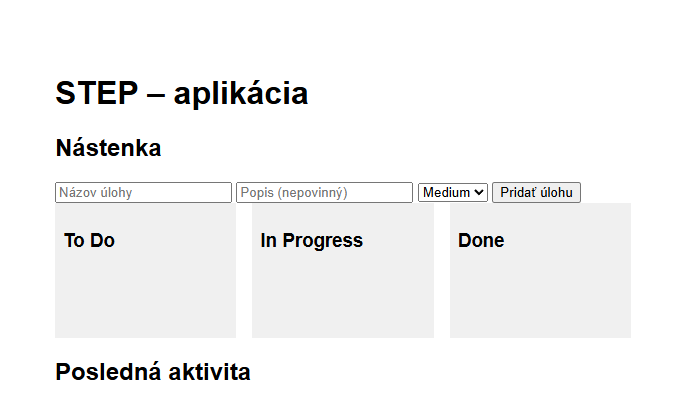 STEP – aplikácia
Nástenka
Názov úlohy Popis (nepovinný) Medium Pridať úlohu
To Do In Progress Done
Posledná aktivita